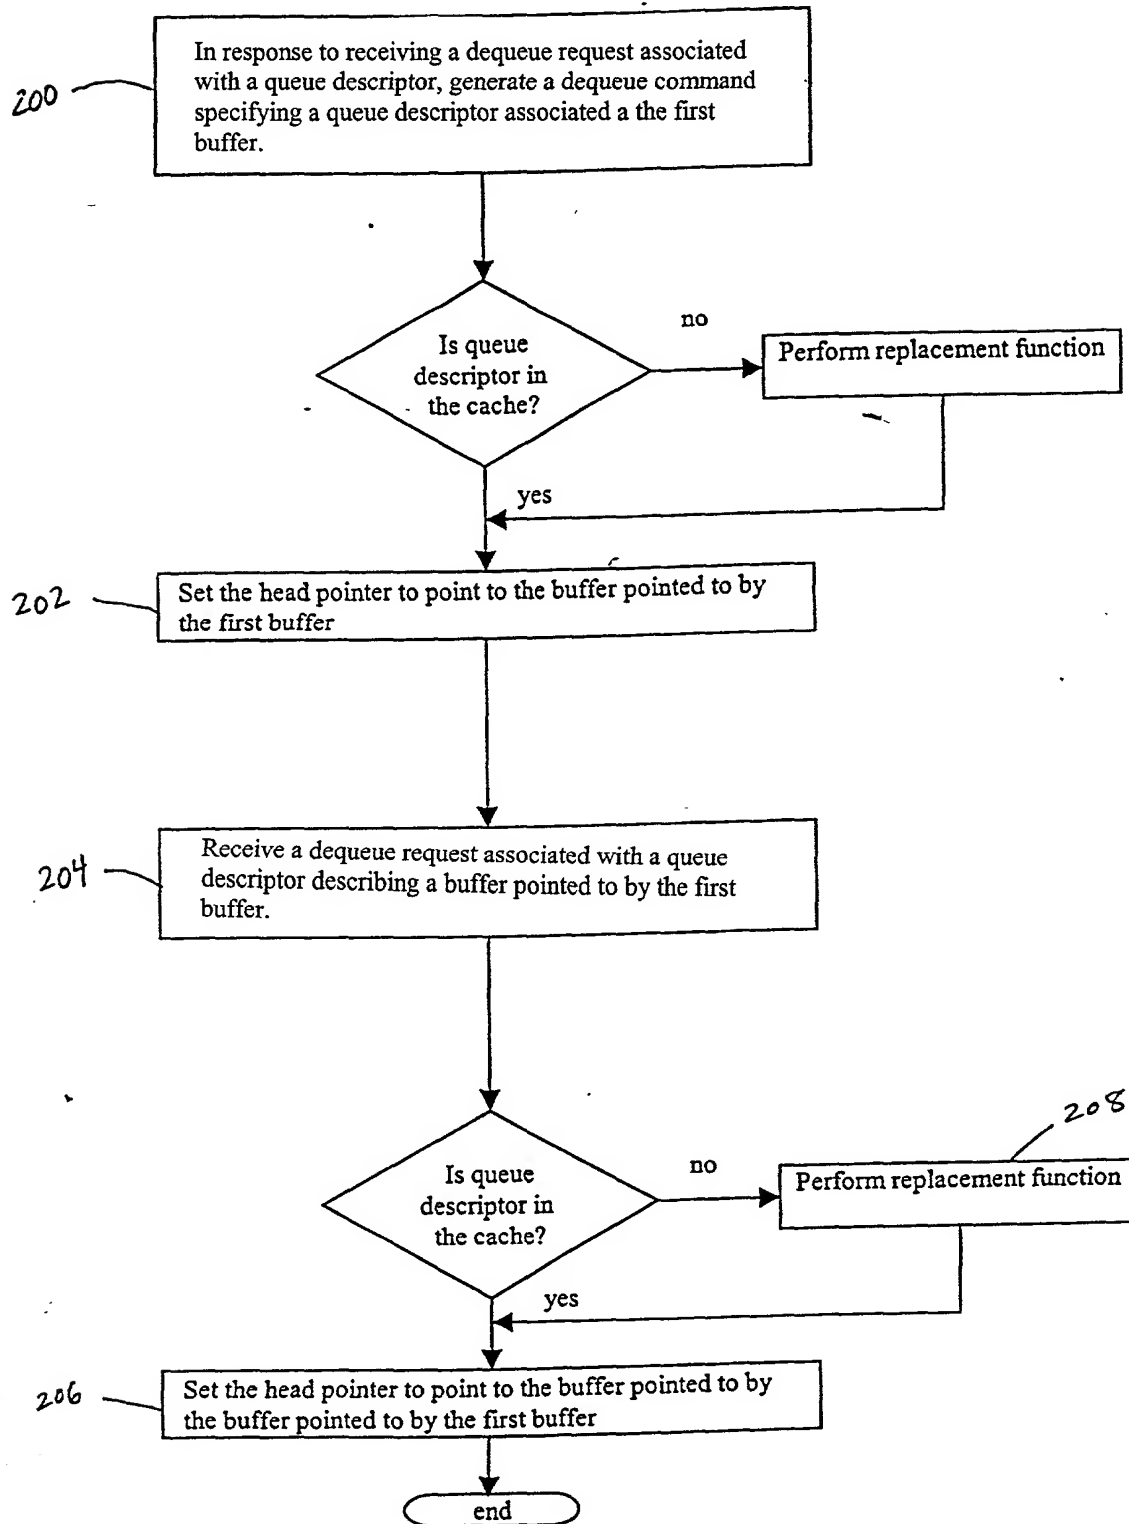 200
In response to receiving a dequeue request associated
with a queue descriptor, generate a dequeue command
specifying a queue descriptor associated a the first
buffer.
Is queue
descriptor in
the cache?
no
Perform replacement function
yes
202
Set the head pointer to point to the buffer pointed to by
the first buffer
204
Receive a dequeue request associated with a queue
descriptor describing a buffer pointed to by the first
buffer.
Is queue
descriptor in
the cache?
no
208
Perform replacement function
yes
206
Set the head pointer to point to the buffer pointed to by
the buffer pointed to by the first buffer
end